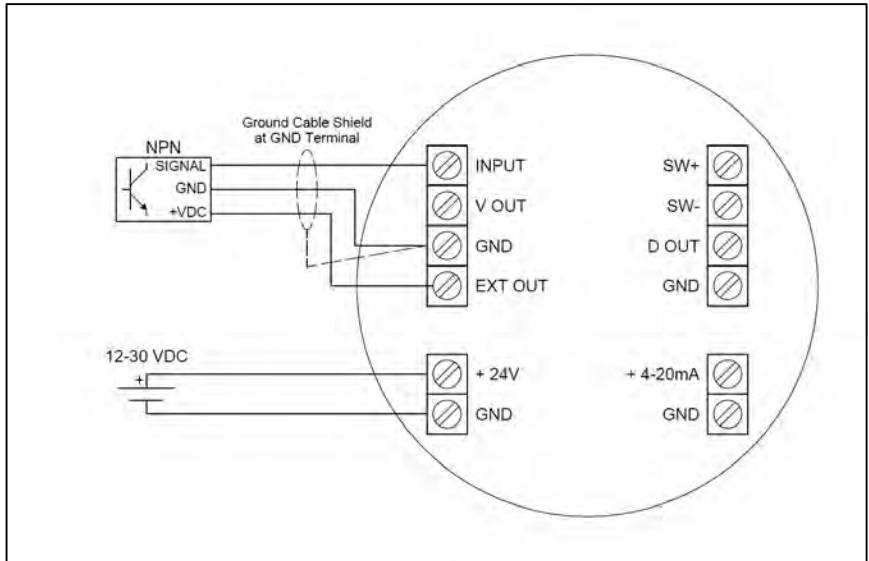 Ground Cable Shield
at GND Terminal
NPN
SIGNAL
GND
+VDC
INPUT
V OUT
GND
EXT OUT
SW+
SW-
D OUT
GND
12-30 VDC
+
+ 24V
GND
+ 4-20mA
GND